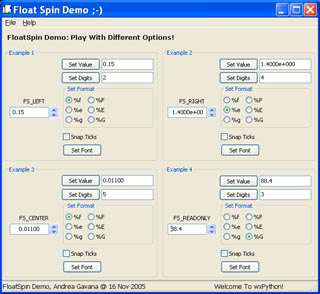 Float Spin Demo ;-)
File Help
FloatSpin Demo: Play With Different Options!
Example 1
Set Value 0.15
Set Digits 2
Set Format
FS_LEFT
0.15
%f %F
%e %E
%g %G
Snap Ticks
Set Font
Example 2
Set Value 1.4000e+000
Set Digits 4
Set Format
FS_RIGHT
1.4000e+00
%f %F
%e %E
%g %G
Snap Ticks
Set Font
Example 3
Set Value 0.01100
Set Digits 5
Set Format
FS_CENTER
0.01100
%f %F
%e %E
%g %G
Snap Ticks
Set Font
Example 4
Set Value 88.4
Set Digits 3
Set Format
FS_READONLY
88.4
%f %F
%e %E
%g %G
Snap Ticks
Set Font
FloatSpin Demo, Andrea Gavana @ 16 Nov 2005
Welcome To wxPython!